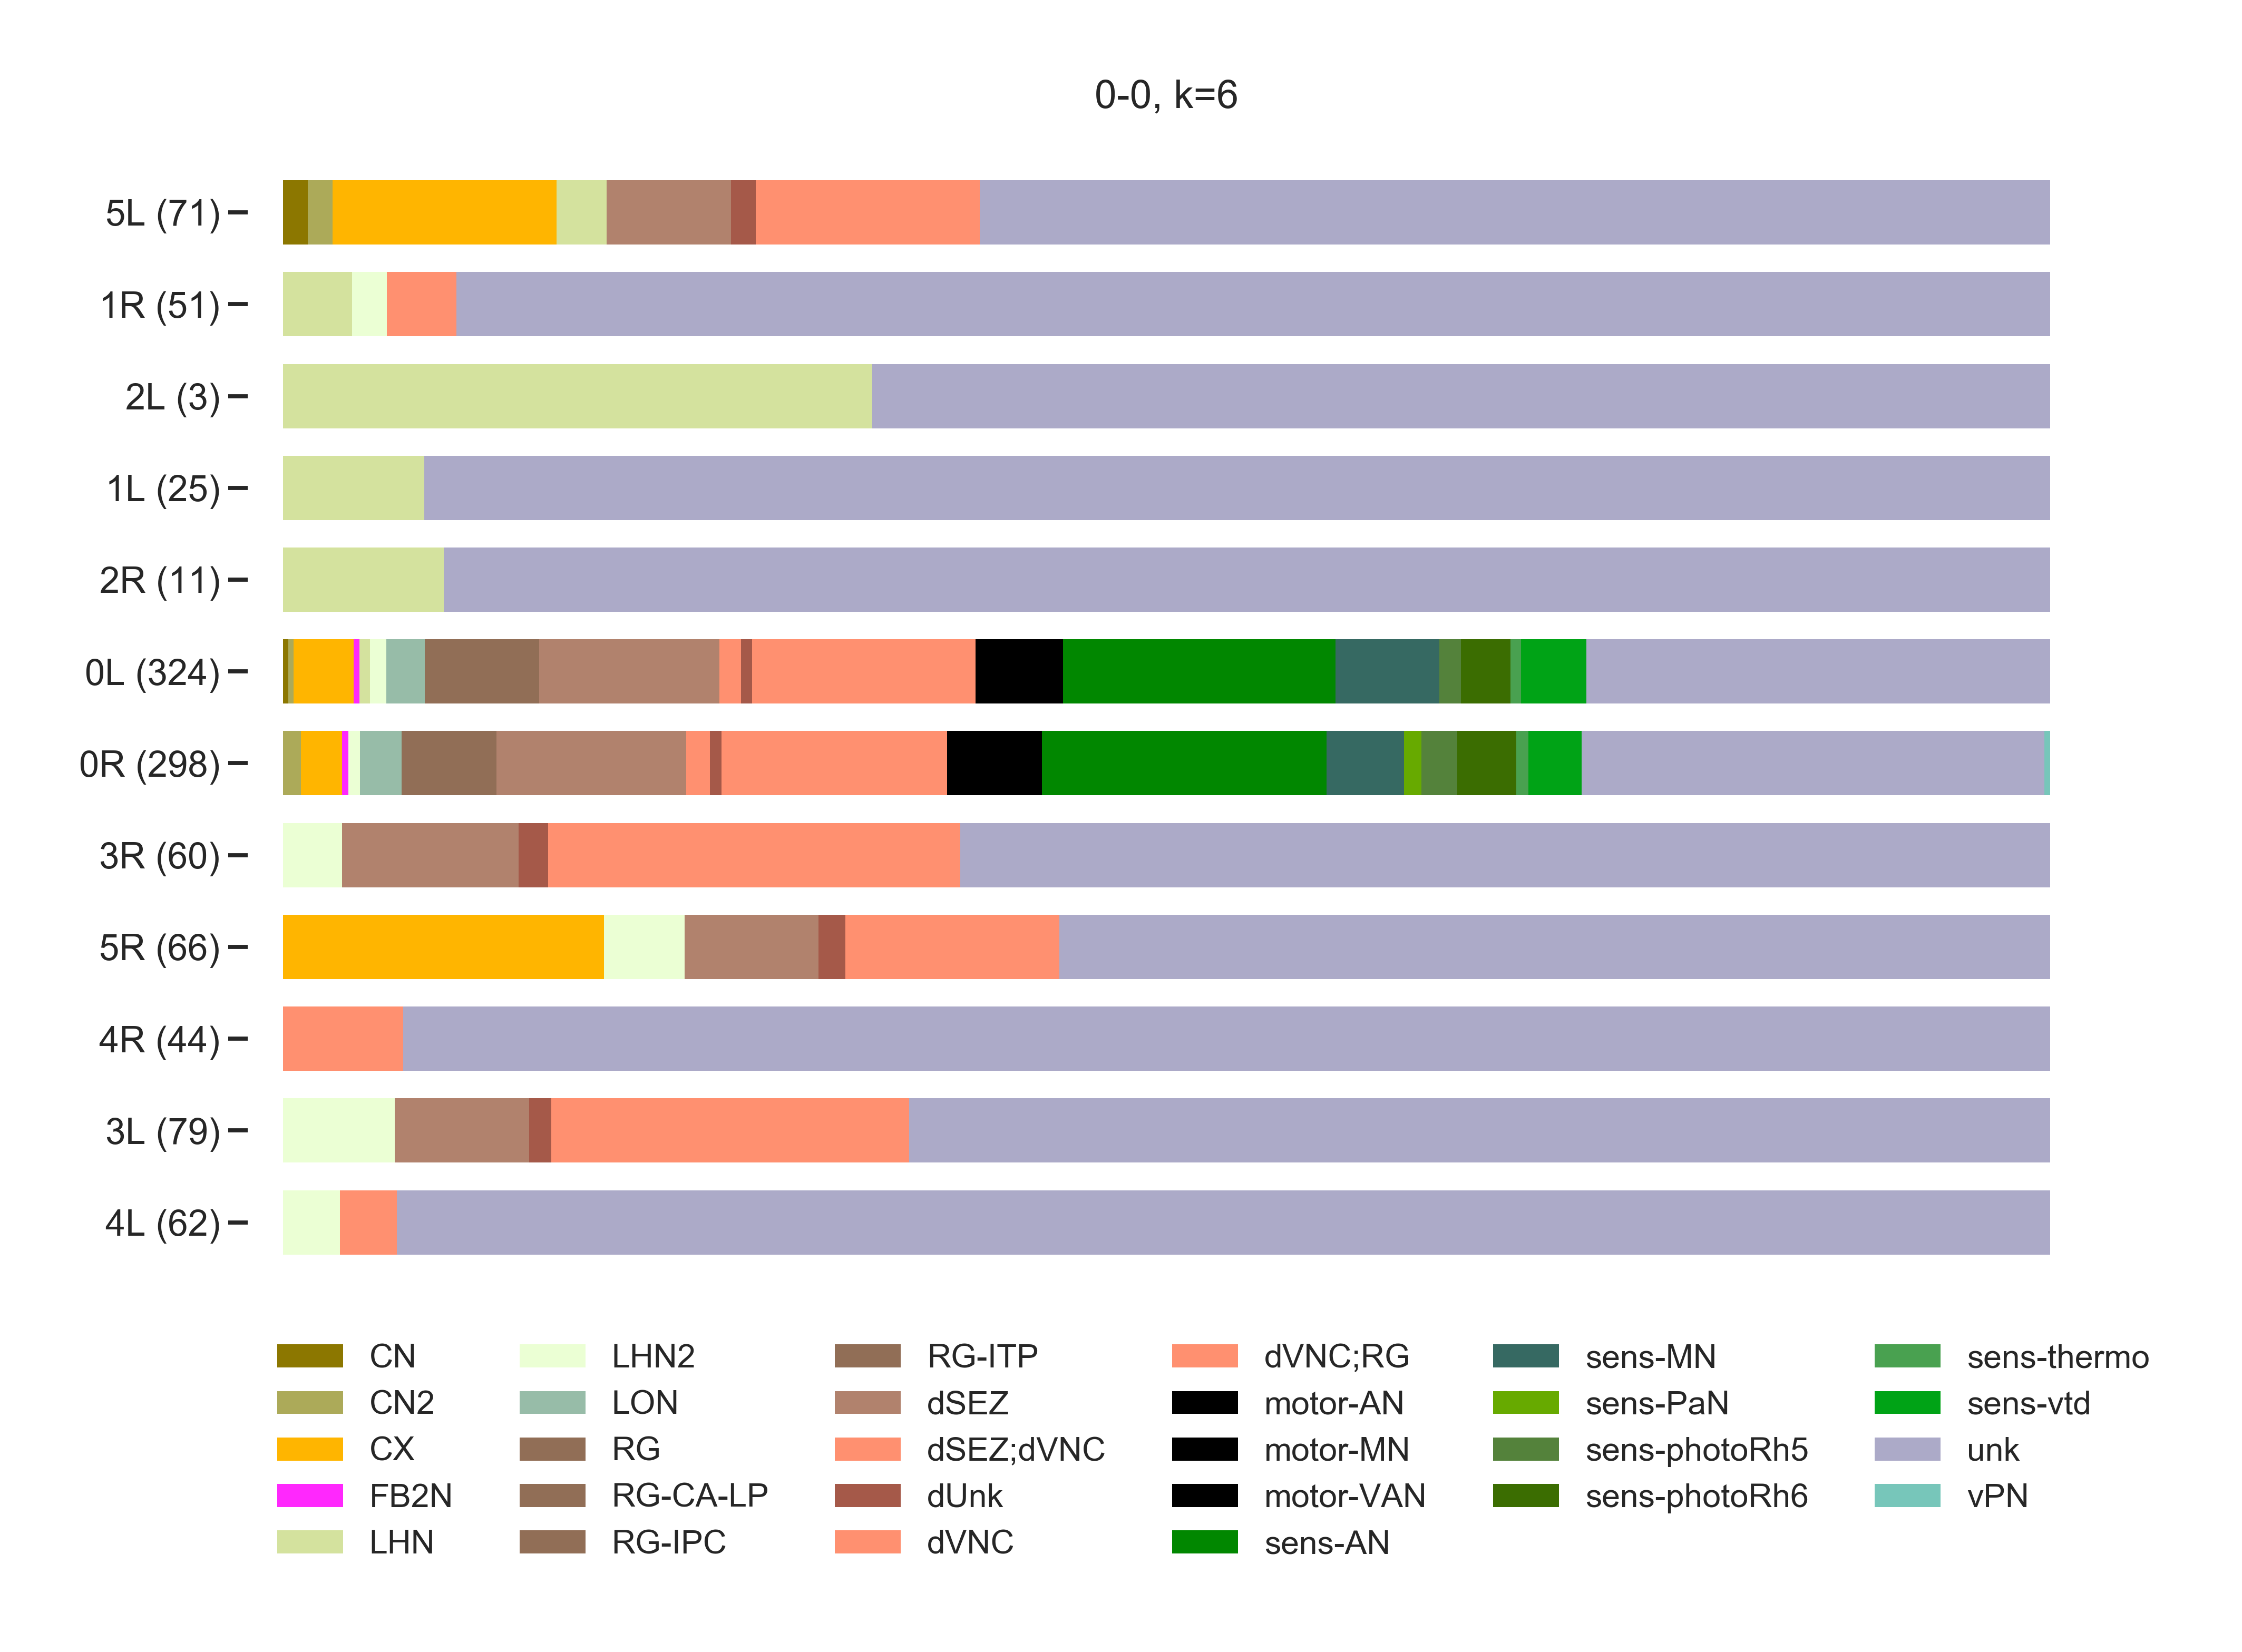 0-0, k=6
5L (71)
1R (51)
2L (3)
1L (25)
2R (11)
0L (324)
0R (298)
3R (60)
5R (66)
4R (44)
3L (79)
4L (62)
CN
CN2
CX
FB2N
LHN
LHN2
LON
RG
RG-CA-LP
RG-IPC
RG-ITP
dSEZ
dSEZ;dVNC
dUnk
dVNC
dVNC;RG
motor-AN
motor-MN
motor-VAN
sens-AN
sens-MN
sens-PaN
sens-photoRh5
sens-photoRh6
sens-thermo
sens-vtd
unk
vPN